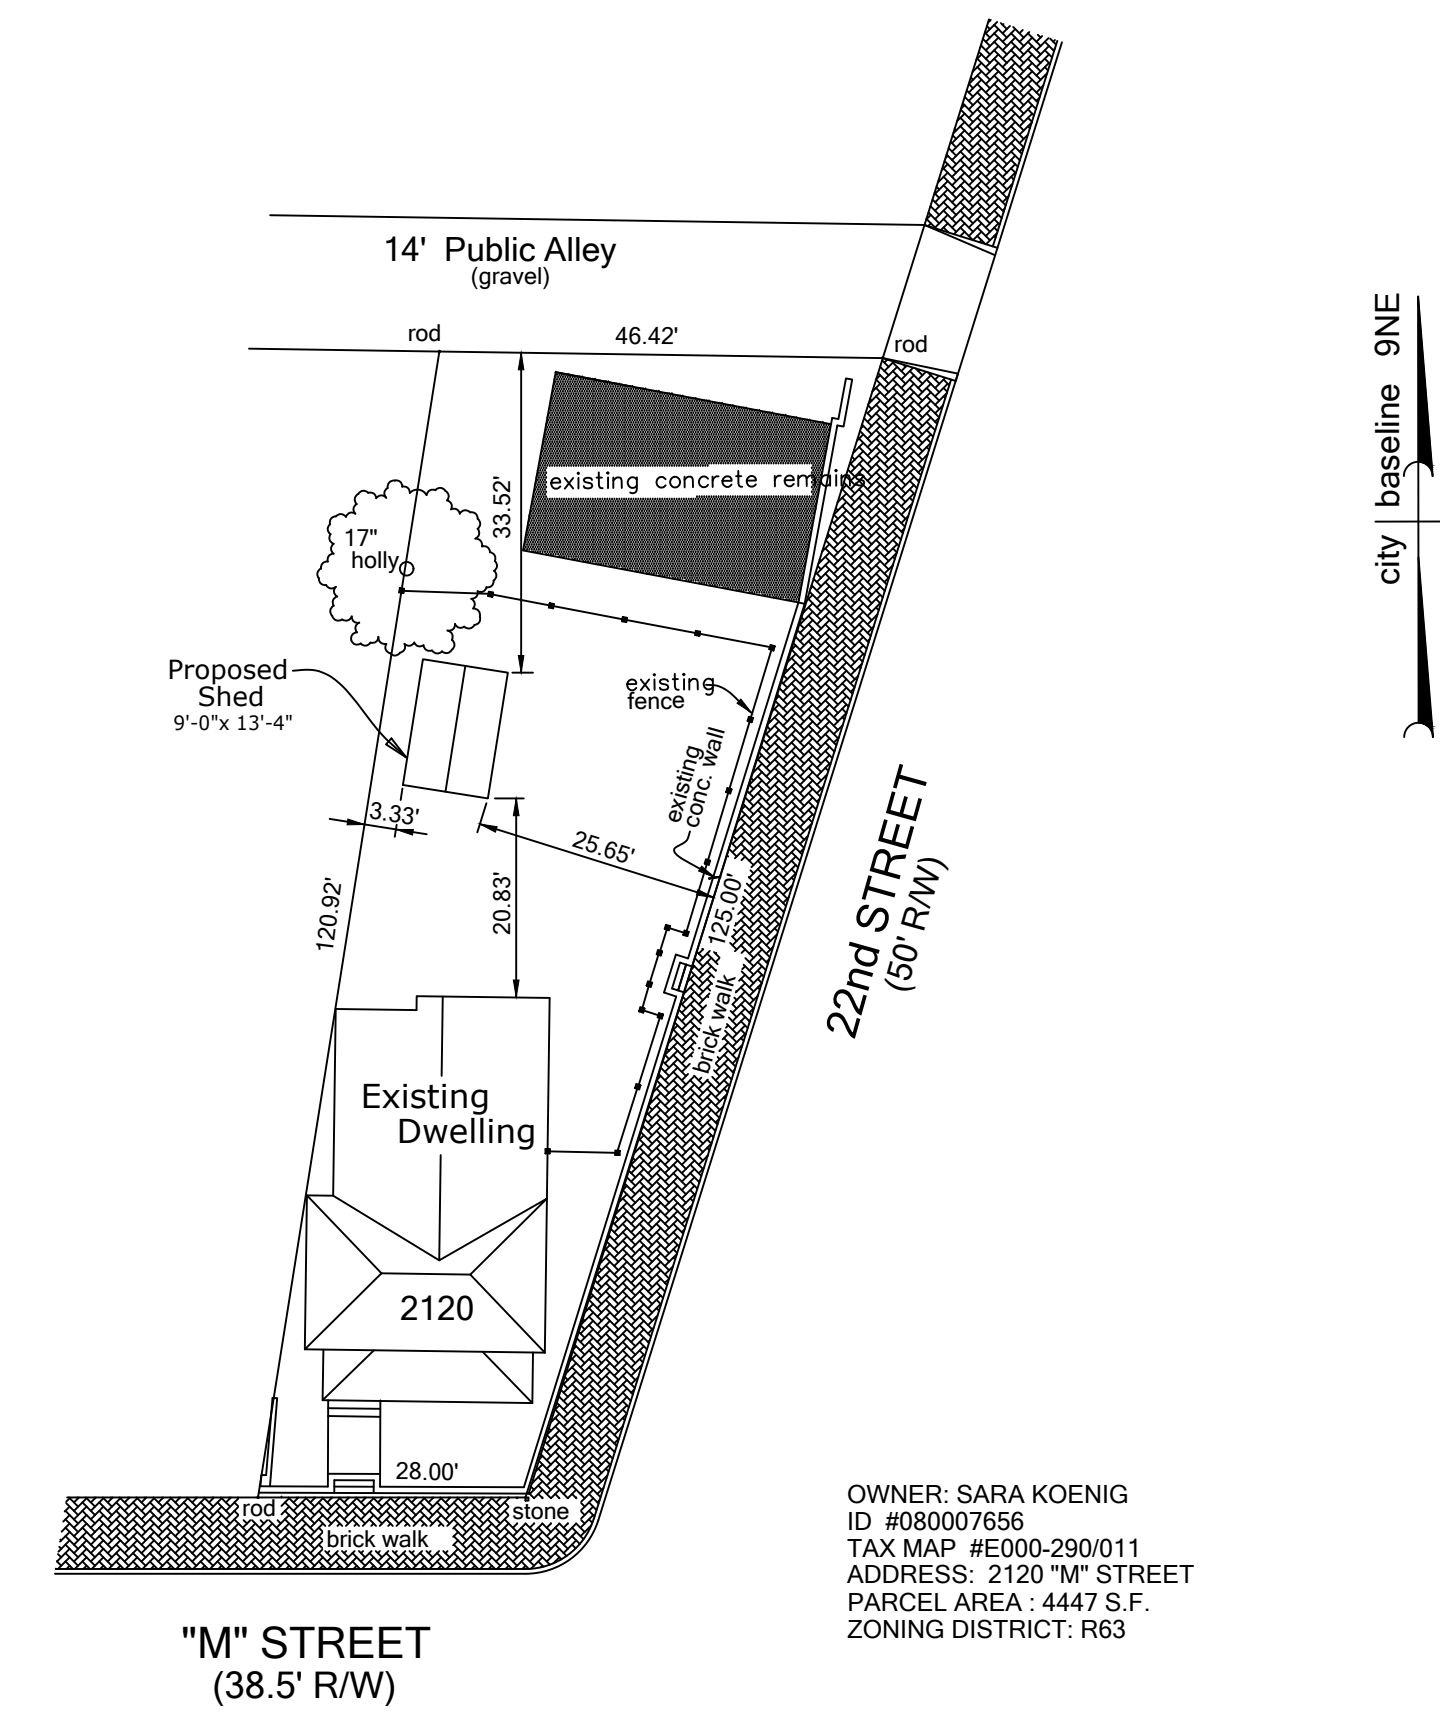 14' Public Alley
(gravel)
rod
46.42'
rod
city baseline 9NE
existing concrete remains
33.52'
17"
holly
Proposed
Shed
9'-0"x 13'-4"
existing
fence
existing
conc. wall
3.33'
25.65'
20.83'
120.92'
125.00'
brick walk
22nd STREET
(50' R/W)
Existing
Dwelling
2120
28.00'
rod
stone
brick walk
"M" STREET
(38.5' R/W)
OWNER: SARA KOENIG
ID #080007656
TAX MAP #E000-290/011
ADDRESS: 2120 "M" STREET
PARCEL AREA : 4447 S.F.
ZONING DISTRICT: R63